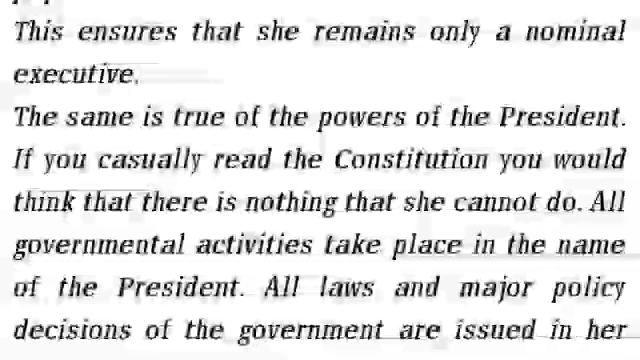 This ensures that she remains only a nominal
executive.
The same is true of the powers of the President.
If you casually read the Constitution you would
think that there is nothing that she cannot do. All
governmental activities take place in the name
of the President. All laws and major policy
decisions of the government are issued in her